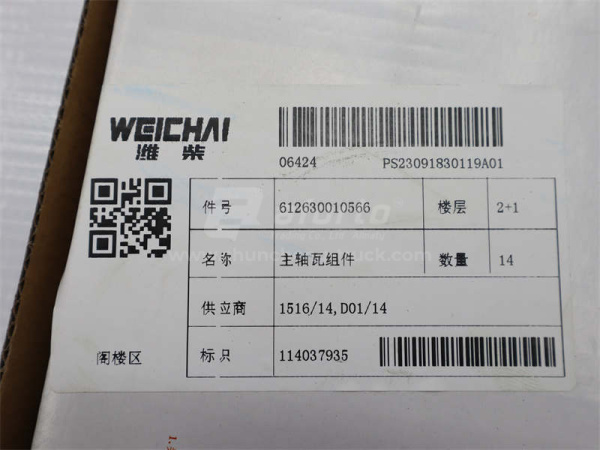 WEICHAI
潍柴
06424 PS23091830119A01
件号 612630010566 楼层 2+1
名称 主轴瓦组件 数量 14
供应商 1516/14,D01/14
阁楼区 标识 114037935